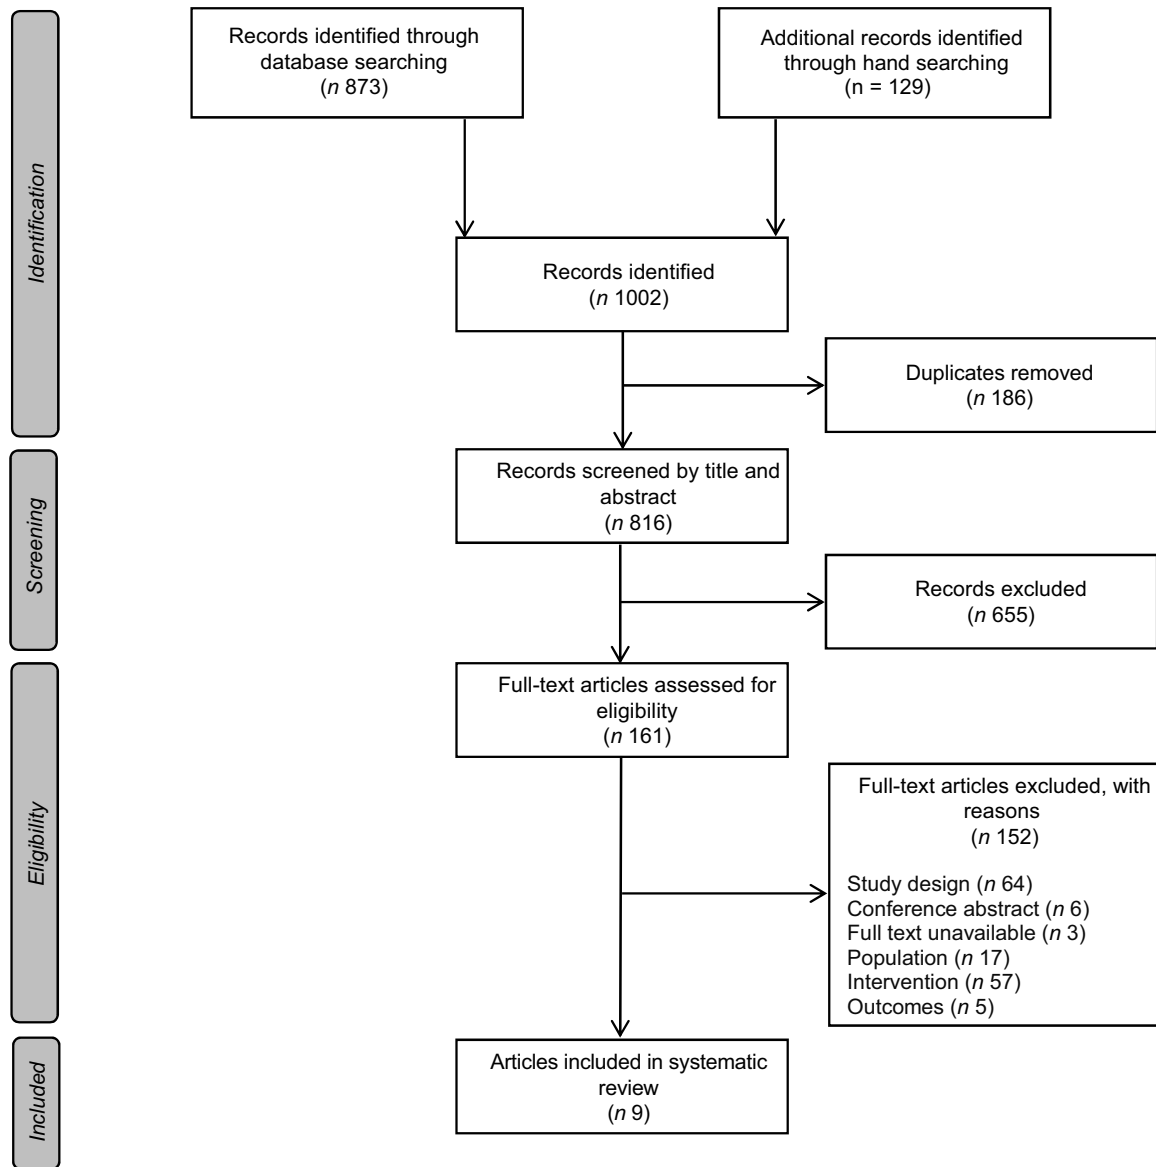 Identification
Records identified through
database searching
(n 873)
Additional records identified
through hand searching
(n = 129)
Records identified
(n 1002)
Duplicates removed
(n 186)
Screening
Records screened by title and
abstract
(n 816)
Records excluded
(n 655)
Eligibility
Full-text articles assessed for
eligibility
(n 161)
Full-text articles excluded, with
reasons
(n 152)
Study design (n 64)
Conference abstract (n 6)
Full text unavailable (n 3)
Population (n 17)
Intervention (n 57)
Outcomes (n 5)
Included
Articles included in systematic
review
(n 9)